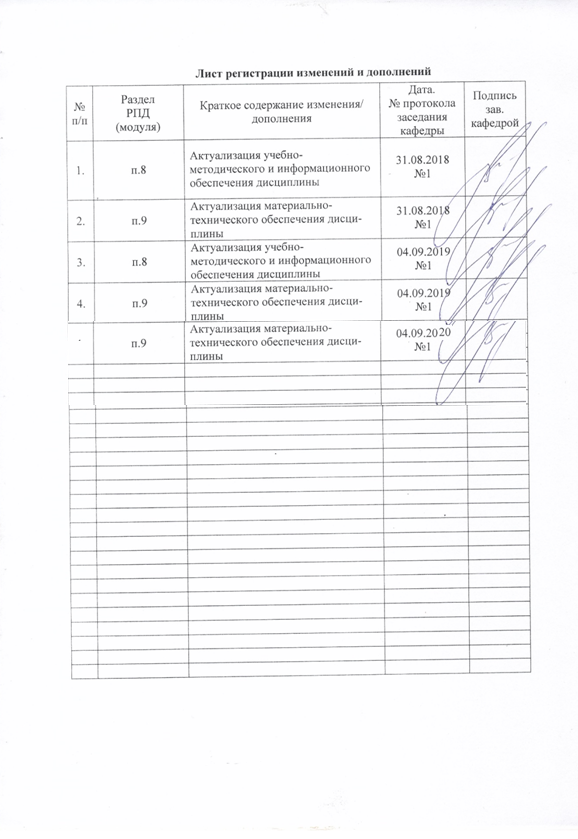 Лист регистрации изменений и дополнений
№
п/п
Раздел
РПД
(модуля)
Краткое содержание изменения/
дополнения
Дата.
№ протокола
заседания
кафедры
Подпись
зав.
кафедрой
1.
п.8
Актуализация учебно-
методического и информационного
обеспечения дисциплины
31.08.2018
№1
2.
п.9
Актуализация материально-
технического обеспечения дисци-
плины
31.08.2018
№1
3.
п.8
Актуализация учебно-
методического и информационного
обеспечения дисциплины
04.09.2019
№1
4.
п.9
Актуализация материально-
технического обеспечения дисци-
плины
04.09.2019
№1
п.9
Актуализация материально-
технического обеспечения дисци-
плины
04.09.2020
№1